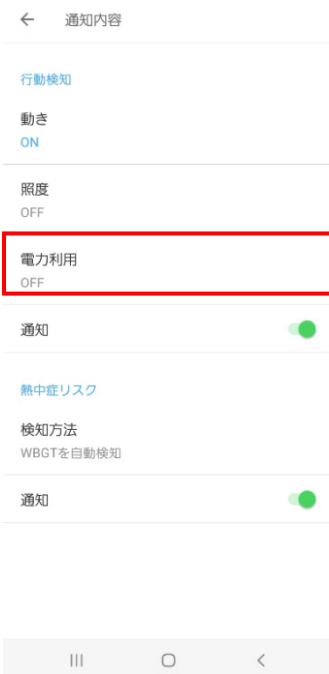 通知内容
行動検知
動き
ON
照度
OFF
電力利用
OFF
通知
熱中症リスク
検知方法
WBGTを自動検知
通知